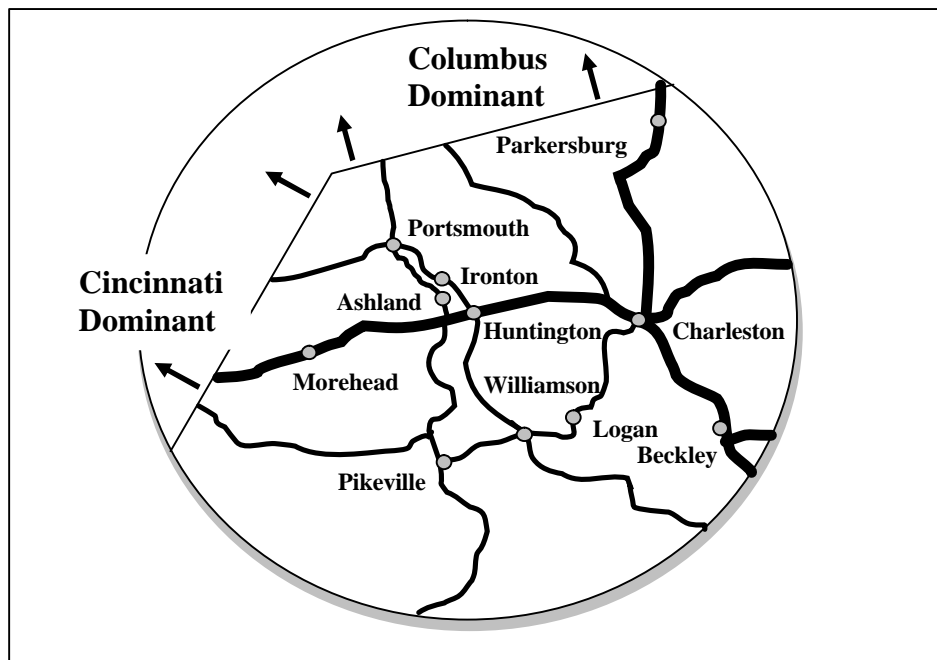 Columbus
Dominant
Parkersburg
Portsmouth
Cincinnati
Dominant
Ironton
Ashland
Huntington
Charleston
Morehead
Williamson
Logan
Beckley
Pikeville